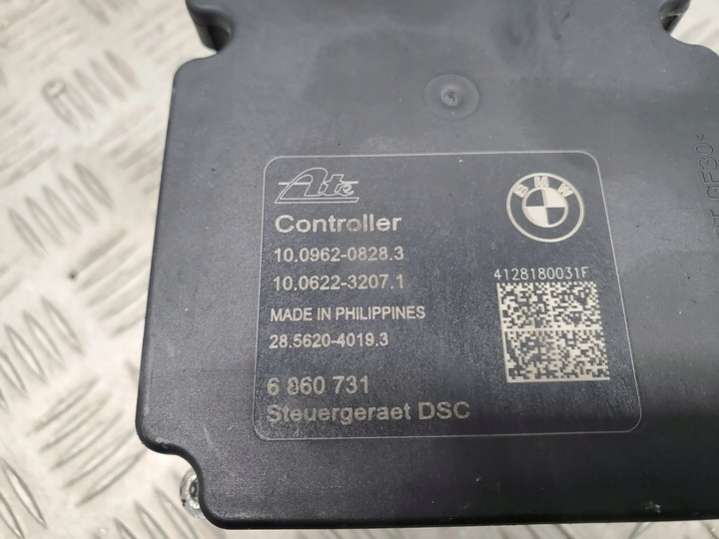 Ate
BMW
Controller
10.0962-0828.3
10.0622-3207.1
4128180031F
MADE IN PHILIPPINES
28.5620-4019.3
6 860 731
Steuergeraet DSC